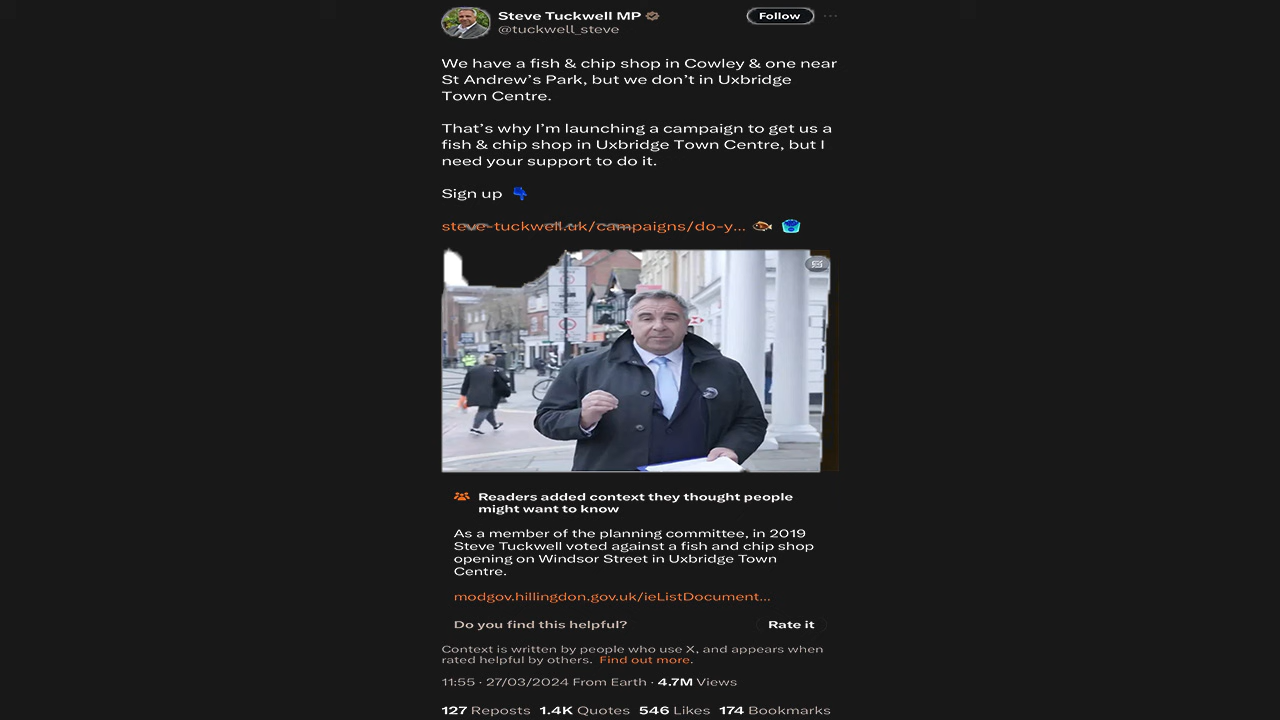 Steve Tuckwell MP
Follow
@tuckwell_steve
We have a fish & chip shop in Cowley & one near
St Andrew's Park, but we don't in Uxbridge
Town Centre.
That's why I'm launching a campaign to get us a
fish & chip shop in Uxbridge Town Centre, but I
need your support to do it.
Sign up
steve-tuckwell.uk/campaigns/do-y...
Readers added context they thought people
might want to know
As a member of the planning committee, in 2019
Steve Tuckwell voted against a fish and chip shop
opening on Windsor Street in Uxbridge Town
Centre.
modgov.hillingdon.gov.uk/ieListDocument...
Do you find this helpful?
Rate it
Context is written by people who use X, and appears when
rated helpful by others. Find out more.
11:55 · 27/03/2024 From Earth · 4.7M Views
127 Reposts 1.4K Quotes 546 Likes 174 Bookmarks